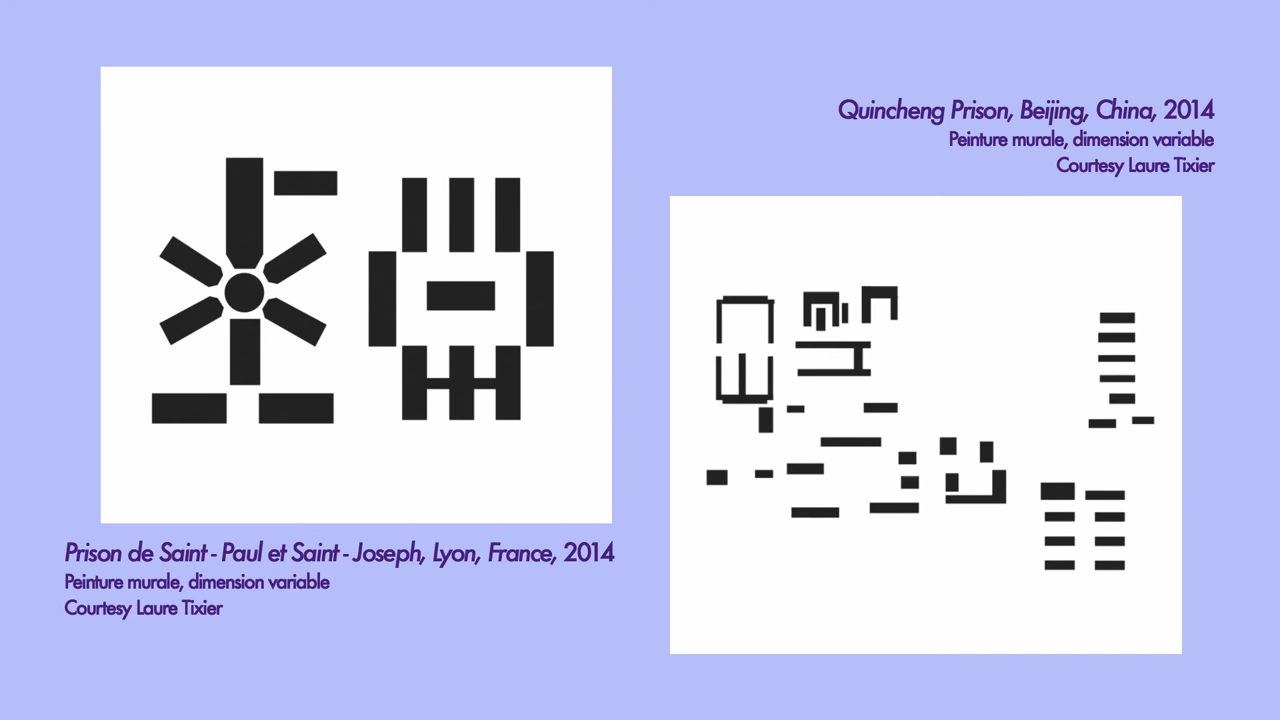 Quincheng Prison, Beijing, China, 2014
Peinture murale, dimension variable
Courtesy Laure Tixier
Prison de Saint - Paul et Saint - Joseph, Lyon, France, 2014
Peinture murale, dimension variable
Courtesy Laure Tixier